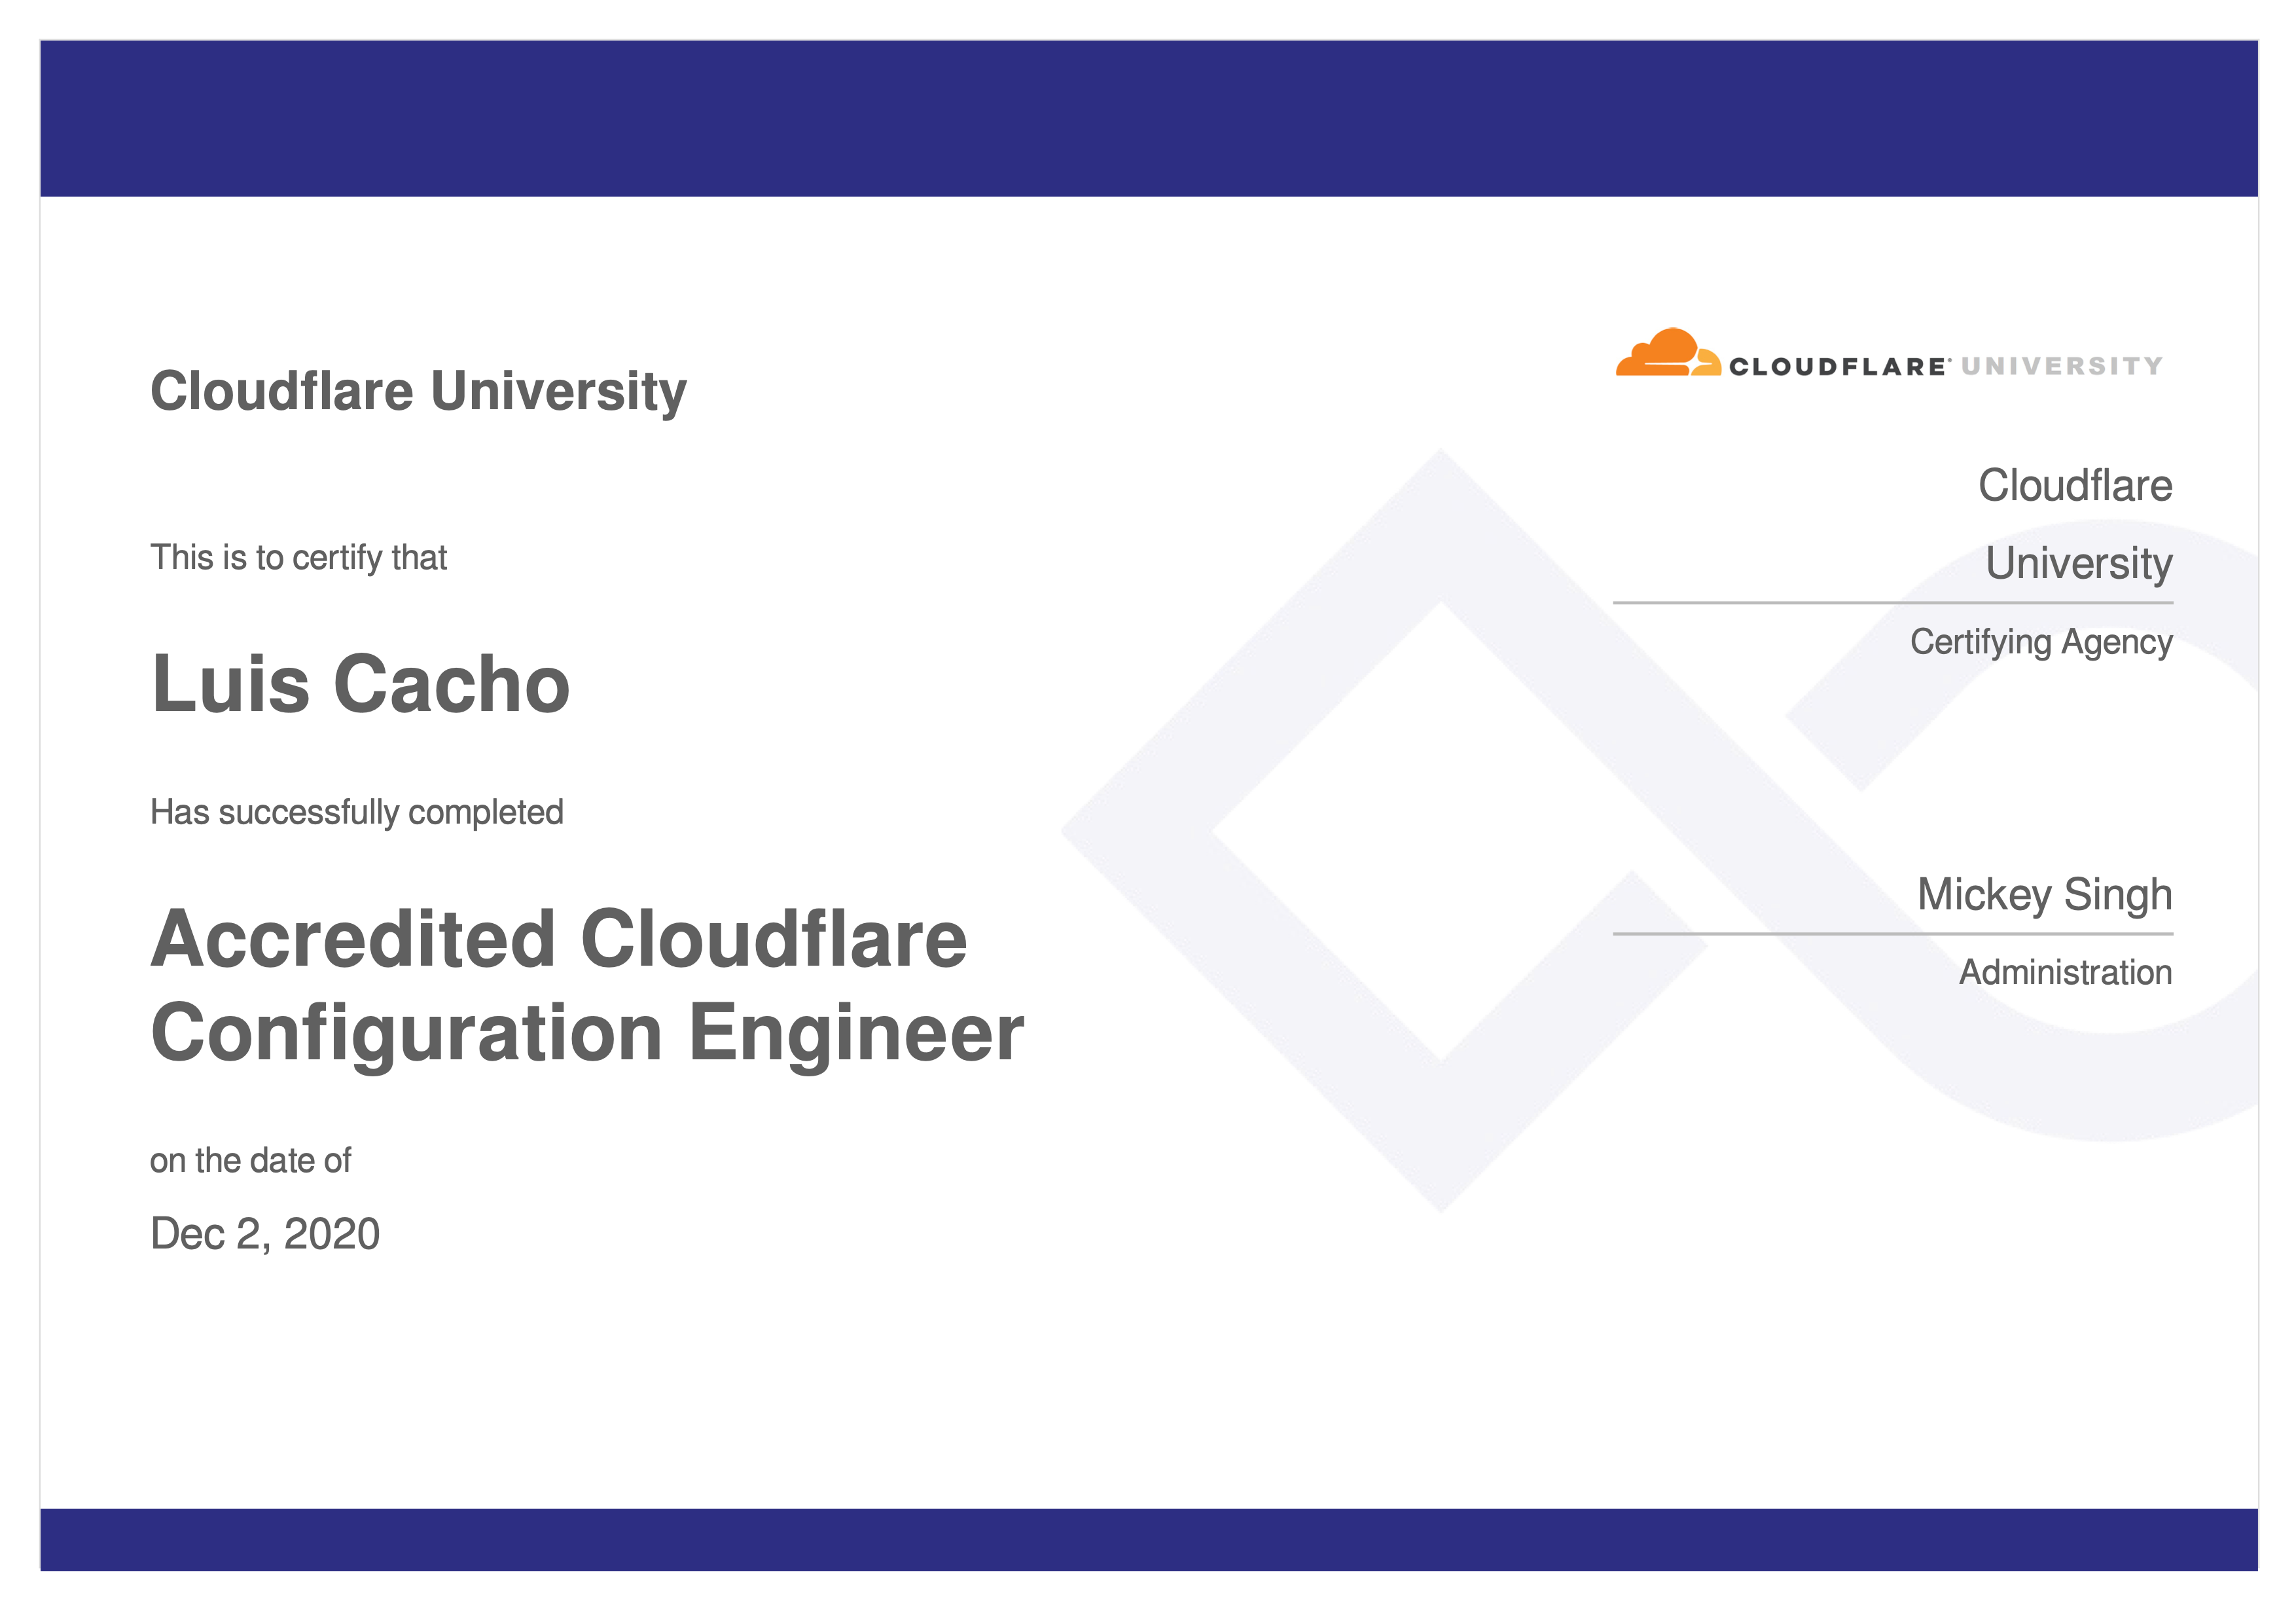 Cloudflare University
This is to certify that
Luis Cacho
Has successfully completed
Accredited Cloudflare
Configuration Engineer
on the date of
Dec 2, 2020
CLOUDFLARE® UNIVERSITY
Cloudflare
University
Certifying Agency
Mickey Singh
Administration